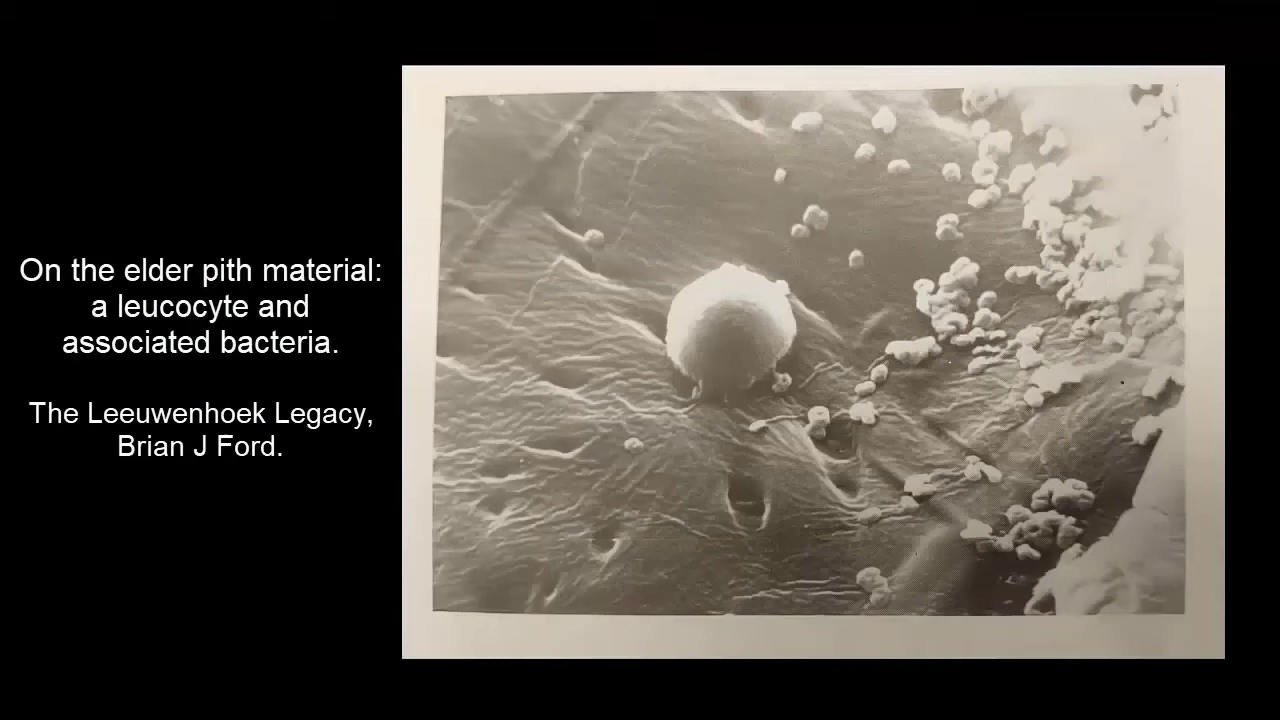 On the elder pith material:
a leucocyte and
associated bacteria.
The Leeuwenhoek Legacy,
Brian J Ford.